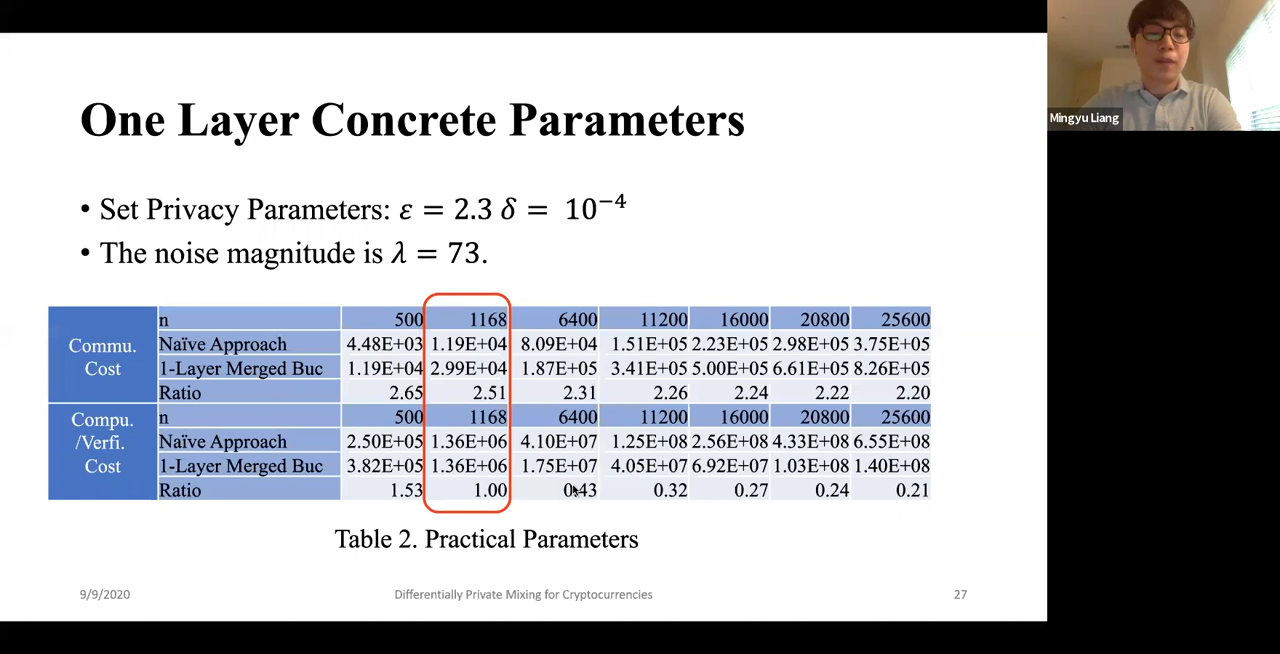 One Layer Concrete Parameters
• Set Privacy Parameters: ε = 2.3 δ = 10⁻⁴
• The noise magnitude is λ = 73.
Commu. Cost
n 500 1168 6400 11200 16000 20800 25600
Naïve Approach 4.48E+03 1.19E+04 8.09E+04 1.51E+05 2.23E+05 2.98E+05 3.75E+05
1-Layer Merged Buc 1.19E+04 2.99E+04 1.87E+05 3.41E+05 5.00E+05 6.61E+05 8.26E+05
Ratio 2.65 2.51 2.31 2.26 2.24 2.22 2.20
Compu. /Verfi. Cost
n 500 1168 6400 11200 16000 20800 25600
Naïve Approach 2.50E+05 1.36E+06 4.10E+07 1.25E+08 2.56E+08 4.33E+08 6.55E+08
1-Layer Merged Buc 3.82E+05 1.36E+06 1.75E+07 4.05E+07 6.92E+07 1.03E+08 1.40E+08
Ratio 1.53 1.00 0.43 0.32 0.27 0.24 0.21
Table 2. Practical Parameters
9/9/2020 Differentially Private Mixing for Cryptocurrencies 27
Mingyu Liang